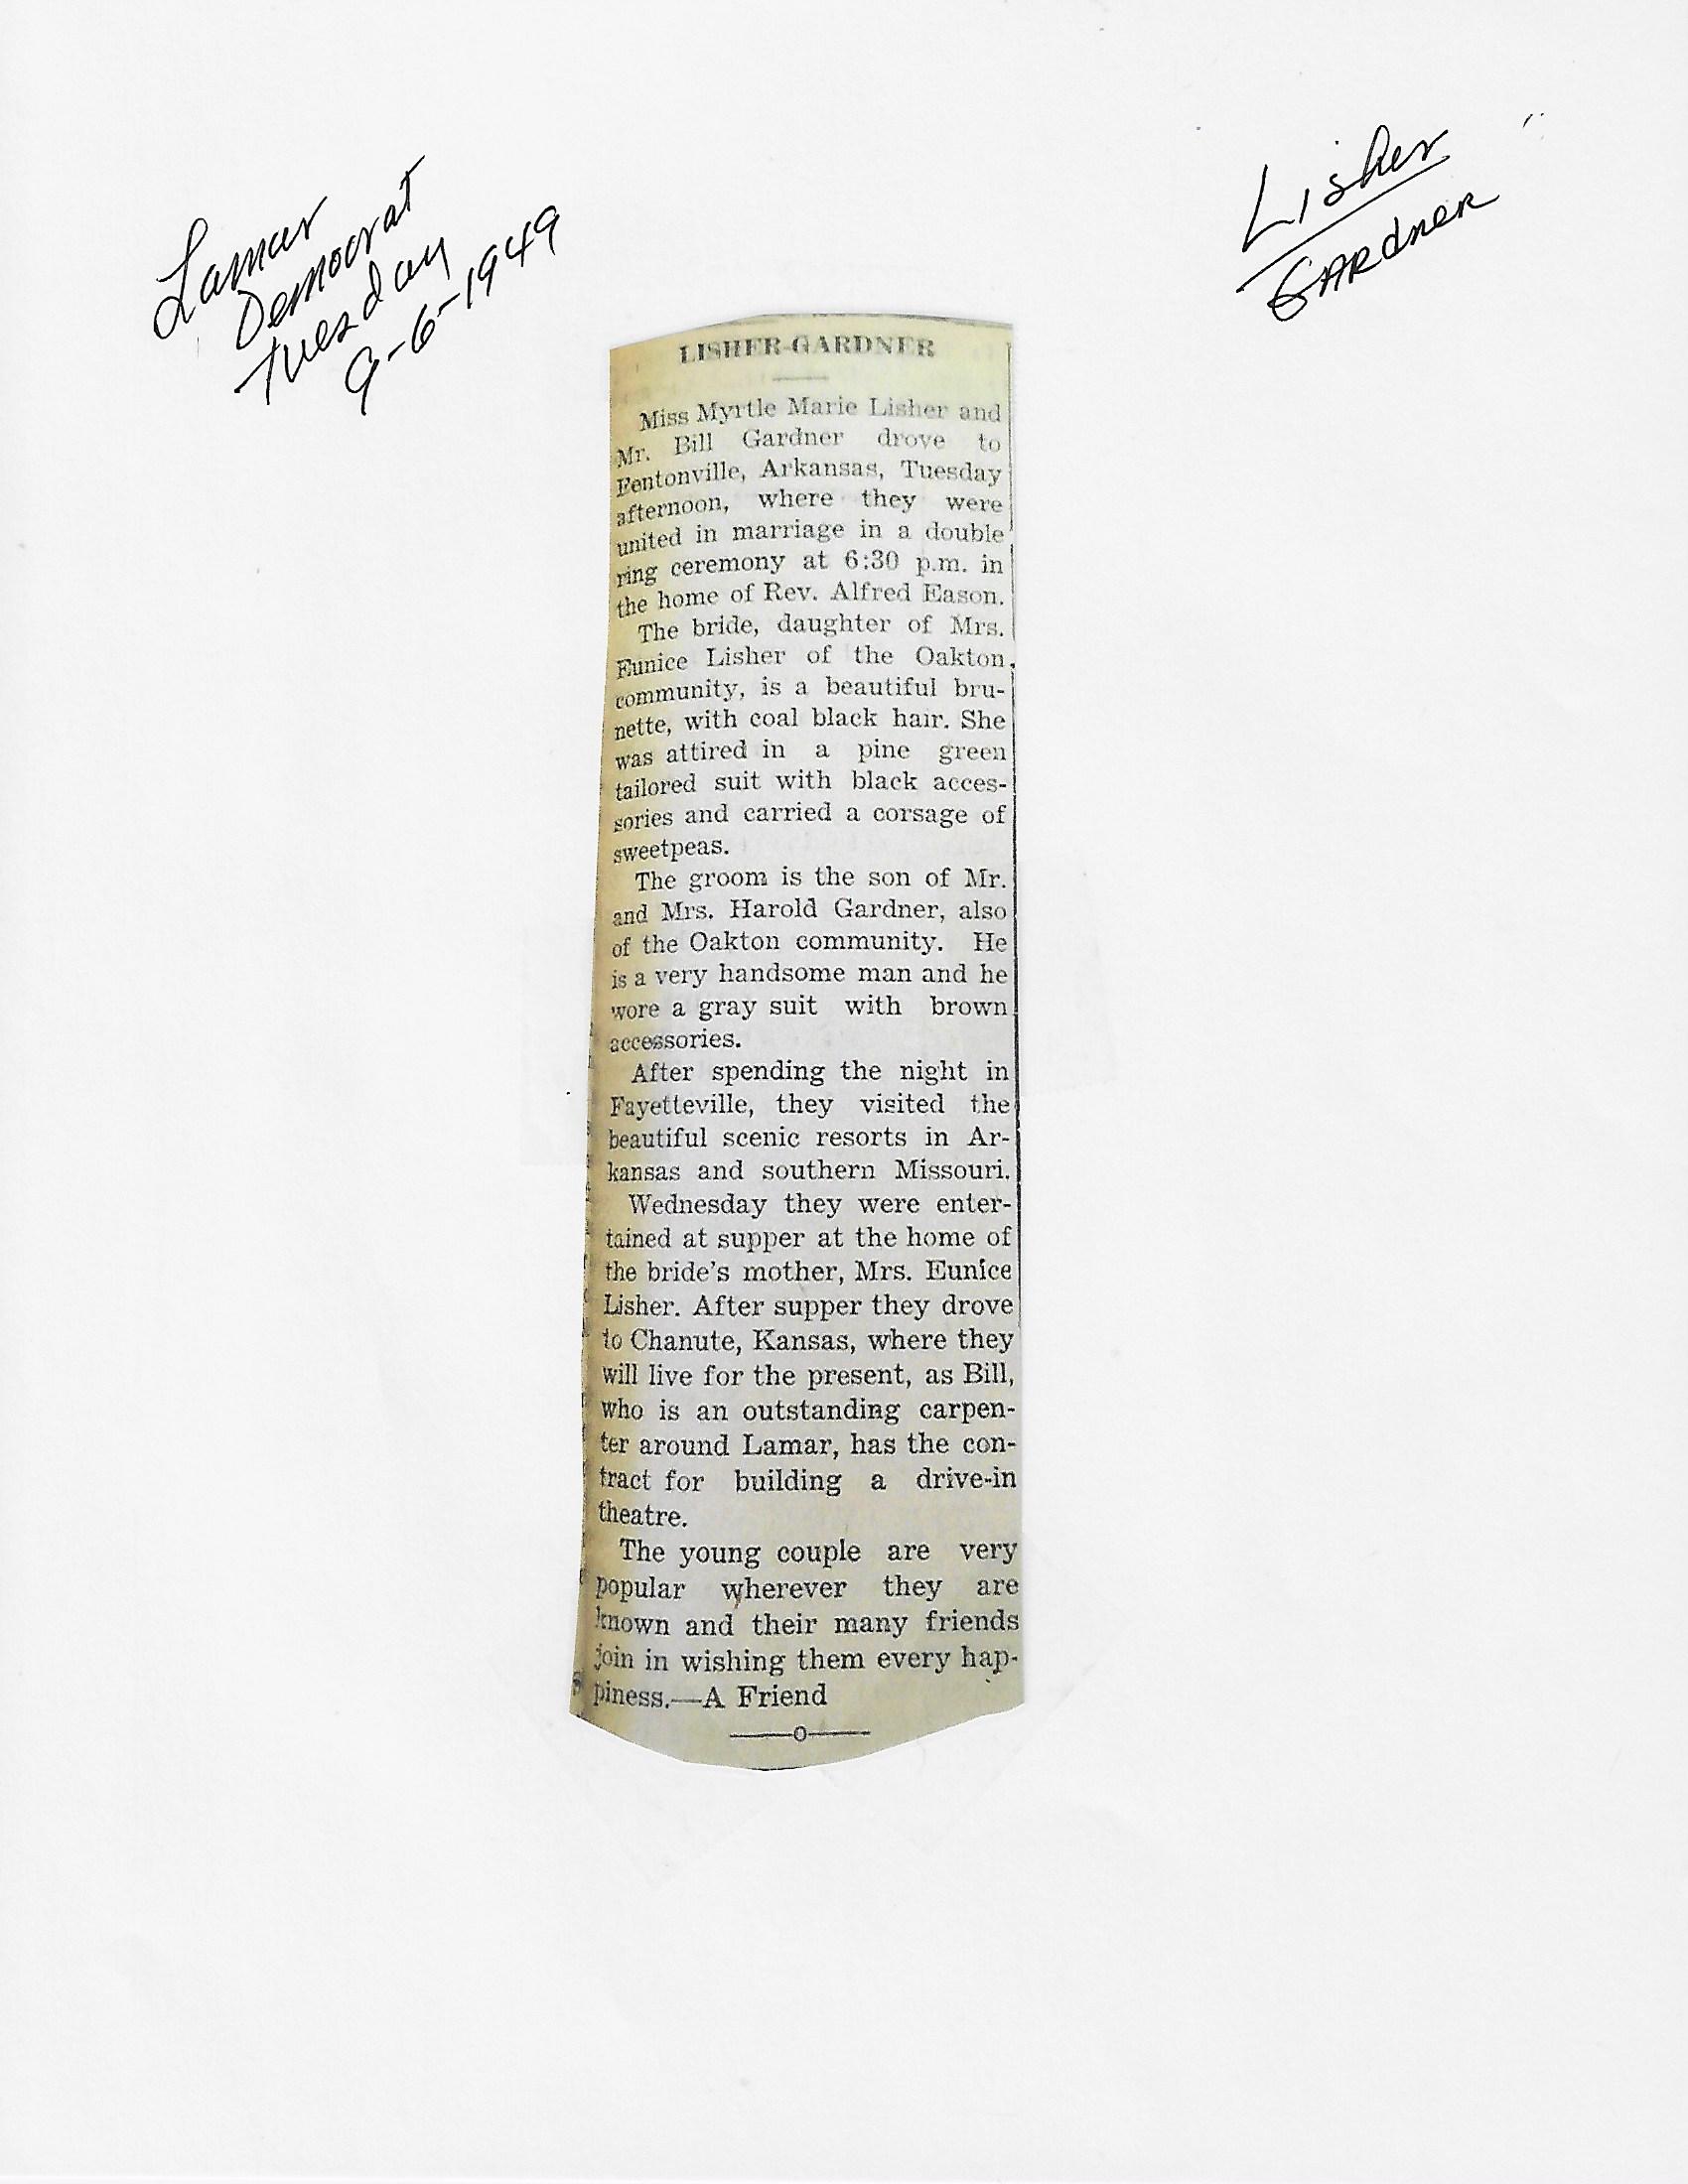 Lamar
Democrat
Tuesday
9-6-1949
Lisher
GARdneR
LISHER-GARDNER
Miss Myrtle Marie Lisher and
Mr. Bill Gardner drove to
Bentonville, Arkansas, Tuesday
afternoon, where they were
united in marriage in a double
ring ceremony at 6:30 p.m. in
the home of Rev. Alfred Eason.
The bride, daughter of Mrs.
Eunice Lisher of the Oakton
community, is a beautiful bru-
nette, with coal black hair. She
was attired in a pine green
tailored suit with black acces-
sories and carried a corsage of
sweetpeas.
The groom is the son of Mr.
and Mrs. Harold Gardner, also
of the Oakton community. He
is a very handsome man and he
wore a gray suit with brown
accessories.
After spending the night in
Fayetteville, they visited the
beautiful scenic resorts in Ar-
kansas and southern Missouri.
Wednesday they were enter-
tained at supper at the home of
the bride's mother, Mrs. Eunice
Lisher. After supper they drove
to Chanute, Kansas, where they
will live for the present, as Bill,
who is an outstanding carpen-
ter around Lamar, has the con-
tract for building a drive-in
theatre.
The young couple are very
popular wherever they are
known and their many friends
join in wishing them every hap-
piness.—A Friend
——o——